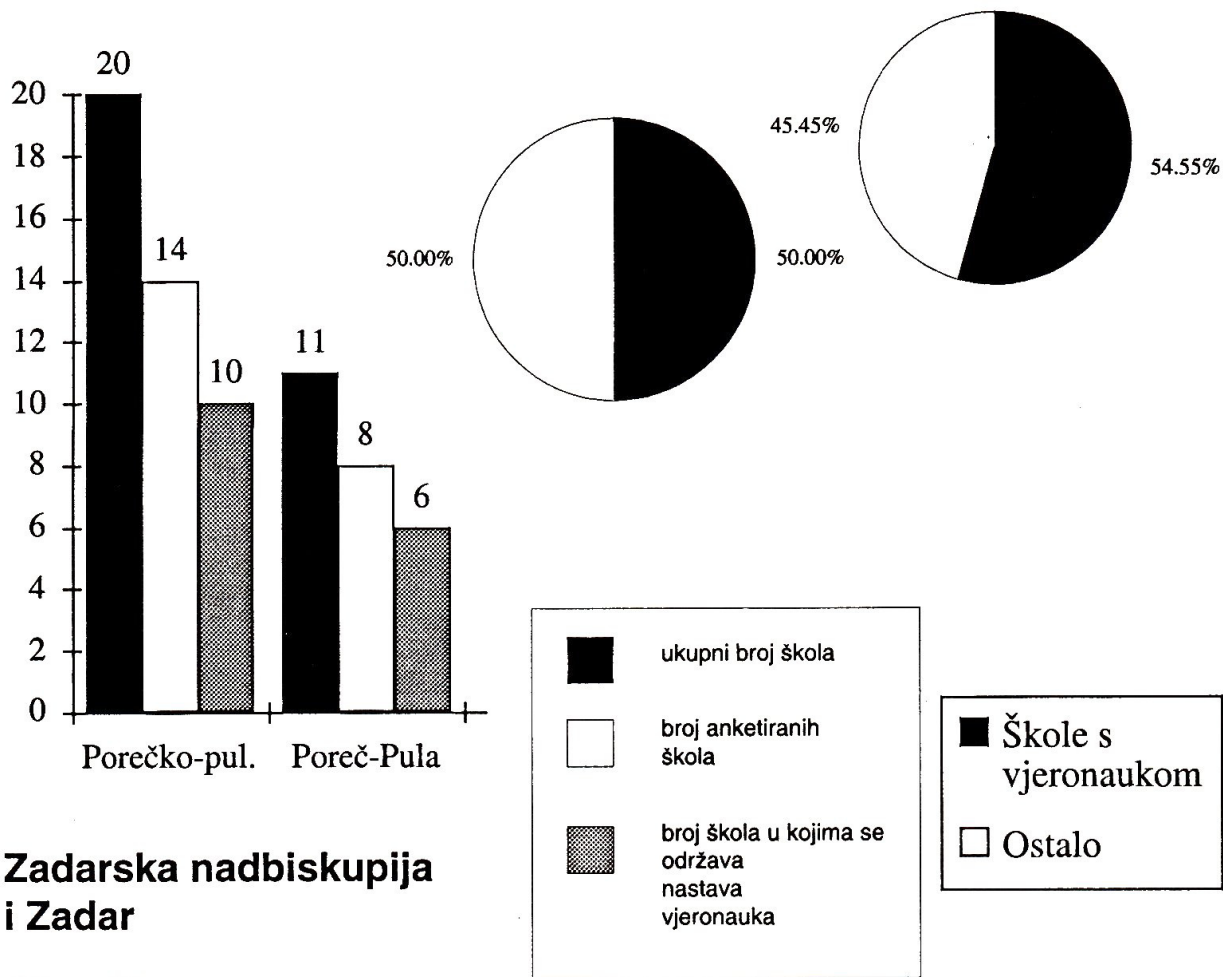 20
20
18
16
14
14
12
11
10
10
8
8
6
6
4
2
0
Porečko-pul. Poreč-Pula
50.00%
50.00%
45.45%
54.55%
ukupni broj škola
broj anketiranih
škola
broj škola u kojima se
održava
nastava
vjeronauka
Škole s
vjeronaukom
Ostalo
Zadarska nadbiskupija
i Zadar